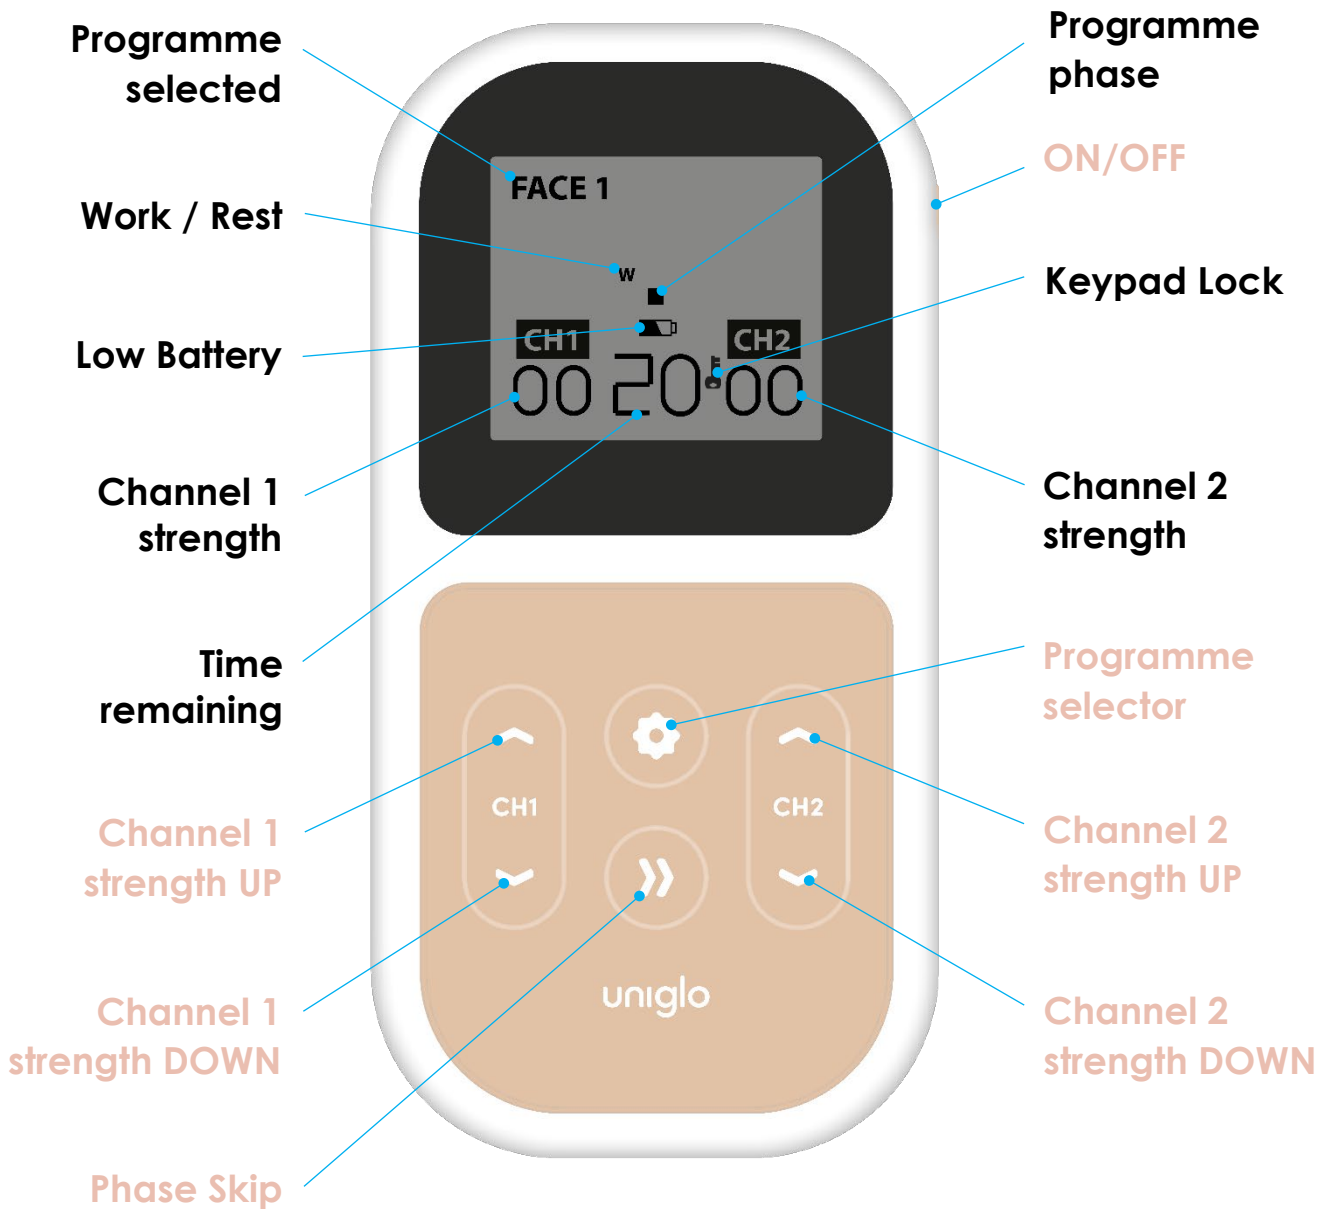 Programme
selected
Work / Rest
Low Battery
Channel 1
strength
Time
remaining
Channel 1
strength UP
Channel 1
strength DOWN
Phase Skip
FACE 1
W
CH1
CH2
00
20
00
CH1
CH2
uniglo
Programme
phase
ON/OFF
Keypad Lock
Channel 2
strength
Programme
selector
Channel 2
strength UP
Channel 2
strength DOWN